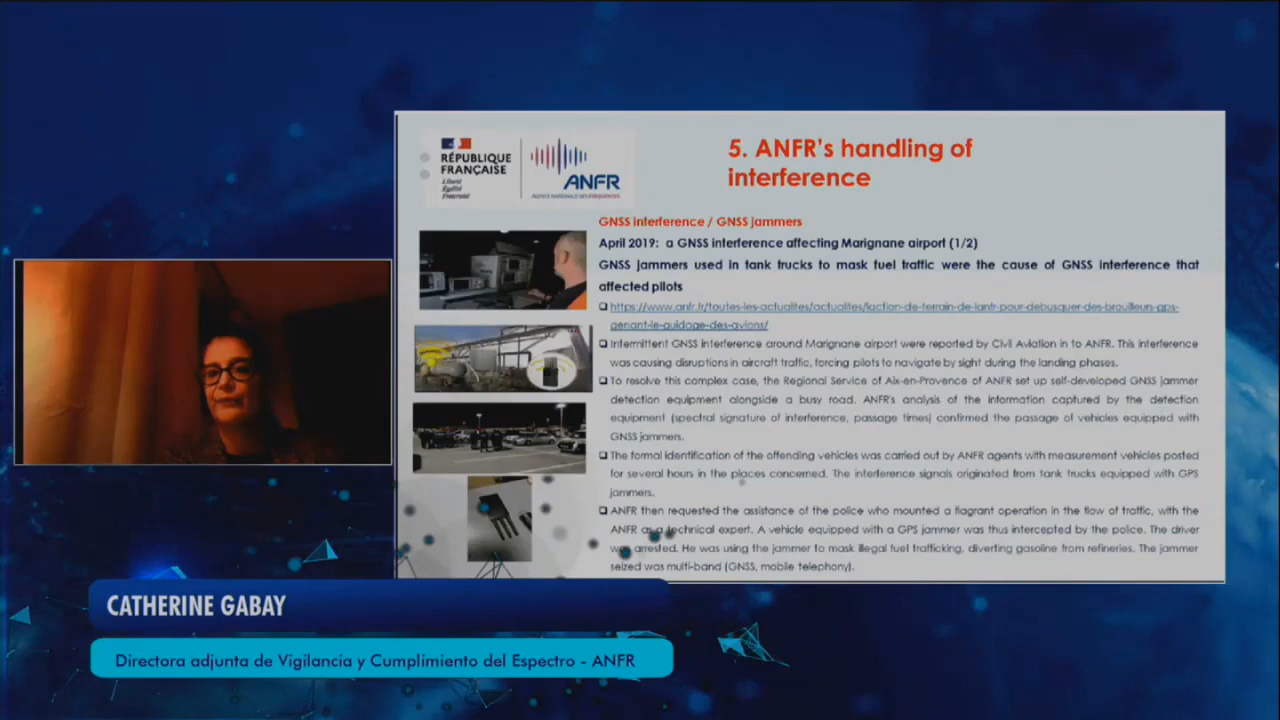 RÉPUBLIQUE
FRANÇAISE
Liberté
Égalité
Fraternité
ANFR
AGENCE NATIONALE DES FRÉQUENCES
5. ANFR's handling of
interference
GNSS interference / GNSS jammers
April 2019: a GNSS interference affecting Marignane airport (1/2)
GNSS jammers used in tank trucks to mask fuel traffic were the cause of GNSS interference that
affected pilots
❑ https://www.anfr.fr/toutes-les-actualites/actualites/laction-de-terrain-de-lanfr-pour-debusquer-des-brouilleurs-gps-
genant-le-guidage-des-avions/
❑ Intermittent GNSS interference around Marignane airport were reported by Civil Aviation in to ANFR. This interference
was causing disruptions in aircraft traffic, forcing pilots to navigate by sight during the landing phases.
❑ To resolve this complex case, the Regional Service of Aix-en-Provence of ANFR set up self-developed GNSS jammer
detection equipment alongside a busy road. ANFR's analysis of the information captured by the detection
equipment (spectral signature of interference, passage times) confirmed the passage of vehicles equipped with
GNSS jammers.
❑ The formal identification of the offending vehicles was carried out by ANFR agents with measurement vehicles posted
for several hours in the places concerned. The interference signals originated from tank trucks equipped with GPS
jammers.
❑ ANFR then requested the assistance of the police who mounted a flagrant operation in the flow of traffic, with the
ANFR as a technical expert. A vehicle equipped with a GPS jammer was thus intercepted by the police. The driver
was arrested. He was using the jammer to mask illegal fuel trafficking, diverting gasoline from refineries. The jammer
seized was multi-band (GNSS, mobile telephony).
CATHERINE GABAY
Directora adjunta de Vigilancia y Cumplimiento del Espectro - ANFR